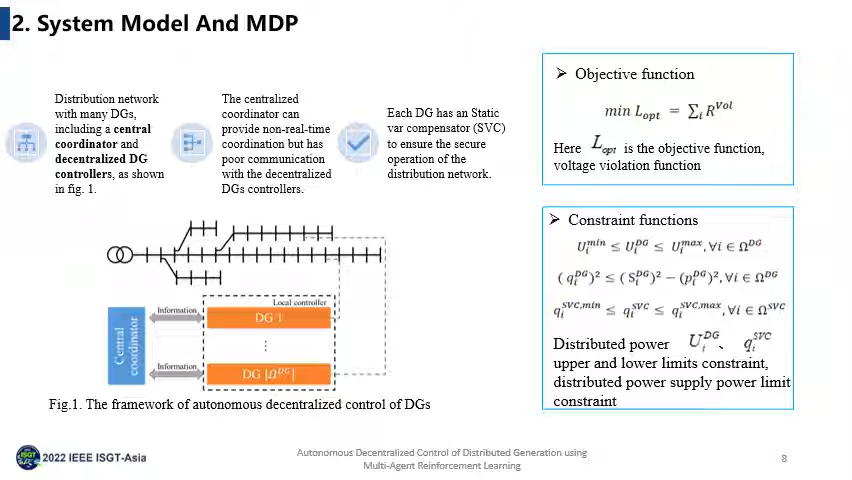 2. System Model And MDP
Distribution network
with many DGs,
including a central
coordinator and
decentralized DG
controllers, as shown
in fig. 1.
The centralized
coordinator can
provide non-real-time
coordination but has
poor communication
with the decentralized
DGs controllers.
Each DG has an Static
var compensator (SVC)
to ensure the secure
operation of the
distribution network.
Local controller
Information
DG 1
Central
coordinator
⋮
Information
DG |Ω^{DG}|
Fig.1. The framework of autonomous decentralized control of DGs
➢ Objective function
min L_{opt} = ∑_i R^{Vol}
Here L_{opt} is the objective function,
voltage violation function
➢ Constraint functions
U_i^{min} ≤ U_i^{DG} ≤ U_i^{max}, ∀i ∈ Ω^{DG}
(q_i^{DG})² ≤ (S_i^{DG})² − (p_i^{DG})², ∀i ∈ Ω^{DG}
q_i^{SVC,min} ≤ q_i^{SVC} ≤ q_i^{SVC,max}, ∀i ∈ Ω^{SVC}
Distributed power U_i^{DG}、 q_i^{SVC}
upper and lower limits constraint,
distributed power supply power limit
constraint
ISGT
2022 IEEE ISGT-Asia
Autonomous Decentralized Control of Distributed Generation using
Multi-Agent Reinforcement Learning
8